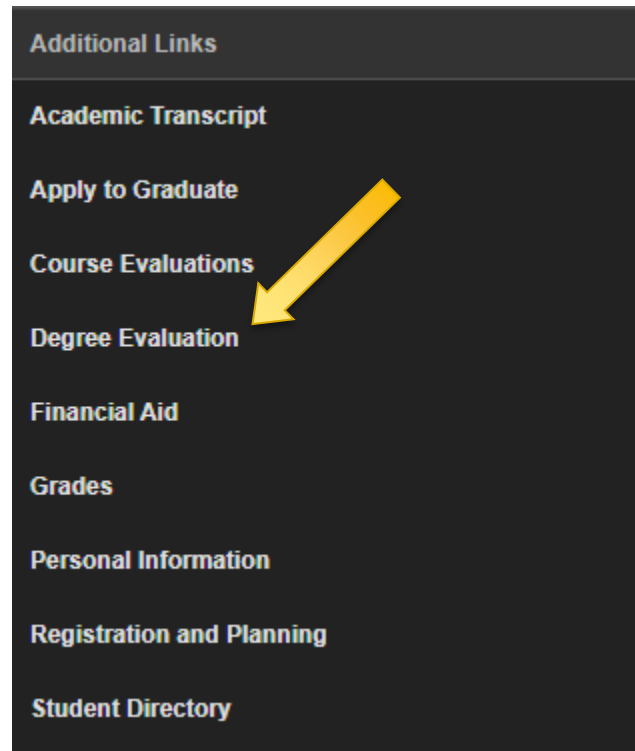 Additional Links
Academic Transcript
Apply to Graduate
Course Evaluations
Degree Evaluation
Financial Aid
Grades
Personal Information
Registration and Planning
Student Directory